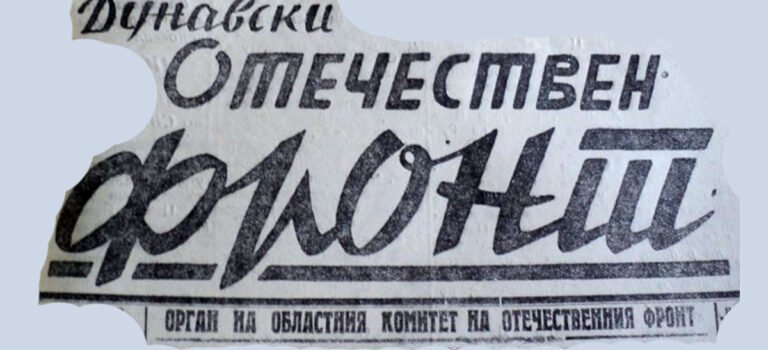 Дунавски
ОТЕЧЕСТВЕН
фронт
ОРГАН НА ОБЛАСТНИЯ КОМИТЕТ НА ОТЕЧЕСТВЕНИЯ ФРОНТ